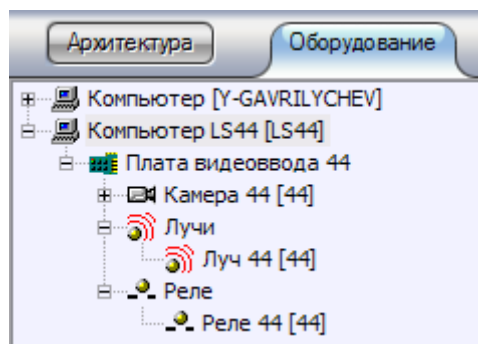 Архитектура Оборудование
Компьютер [Y-GAVRILYCHEV]
Компьютер LS44 [LS44]
Плата видеоввода 44
Камера 44 [44]
Лучи
Луч 44 [44]
Реле
Реле 44 [44]